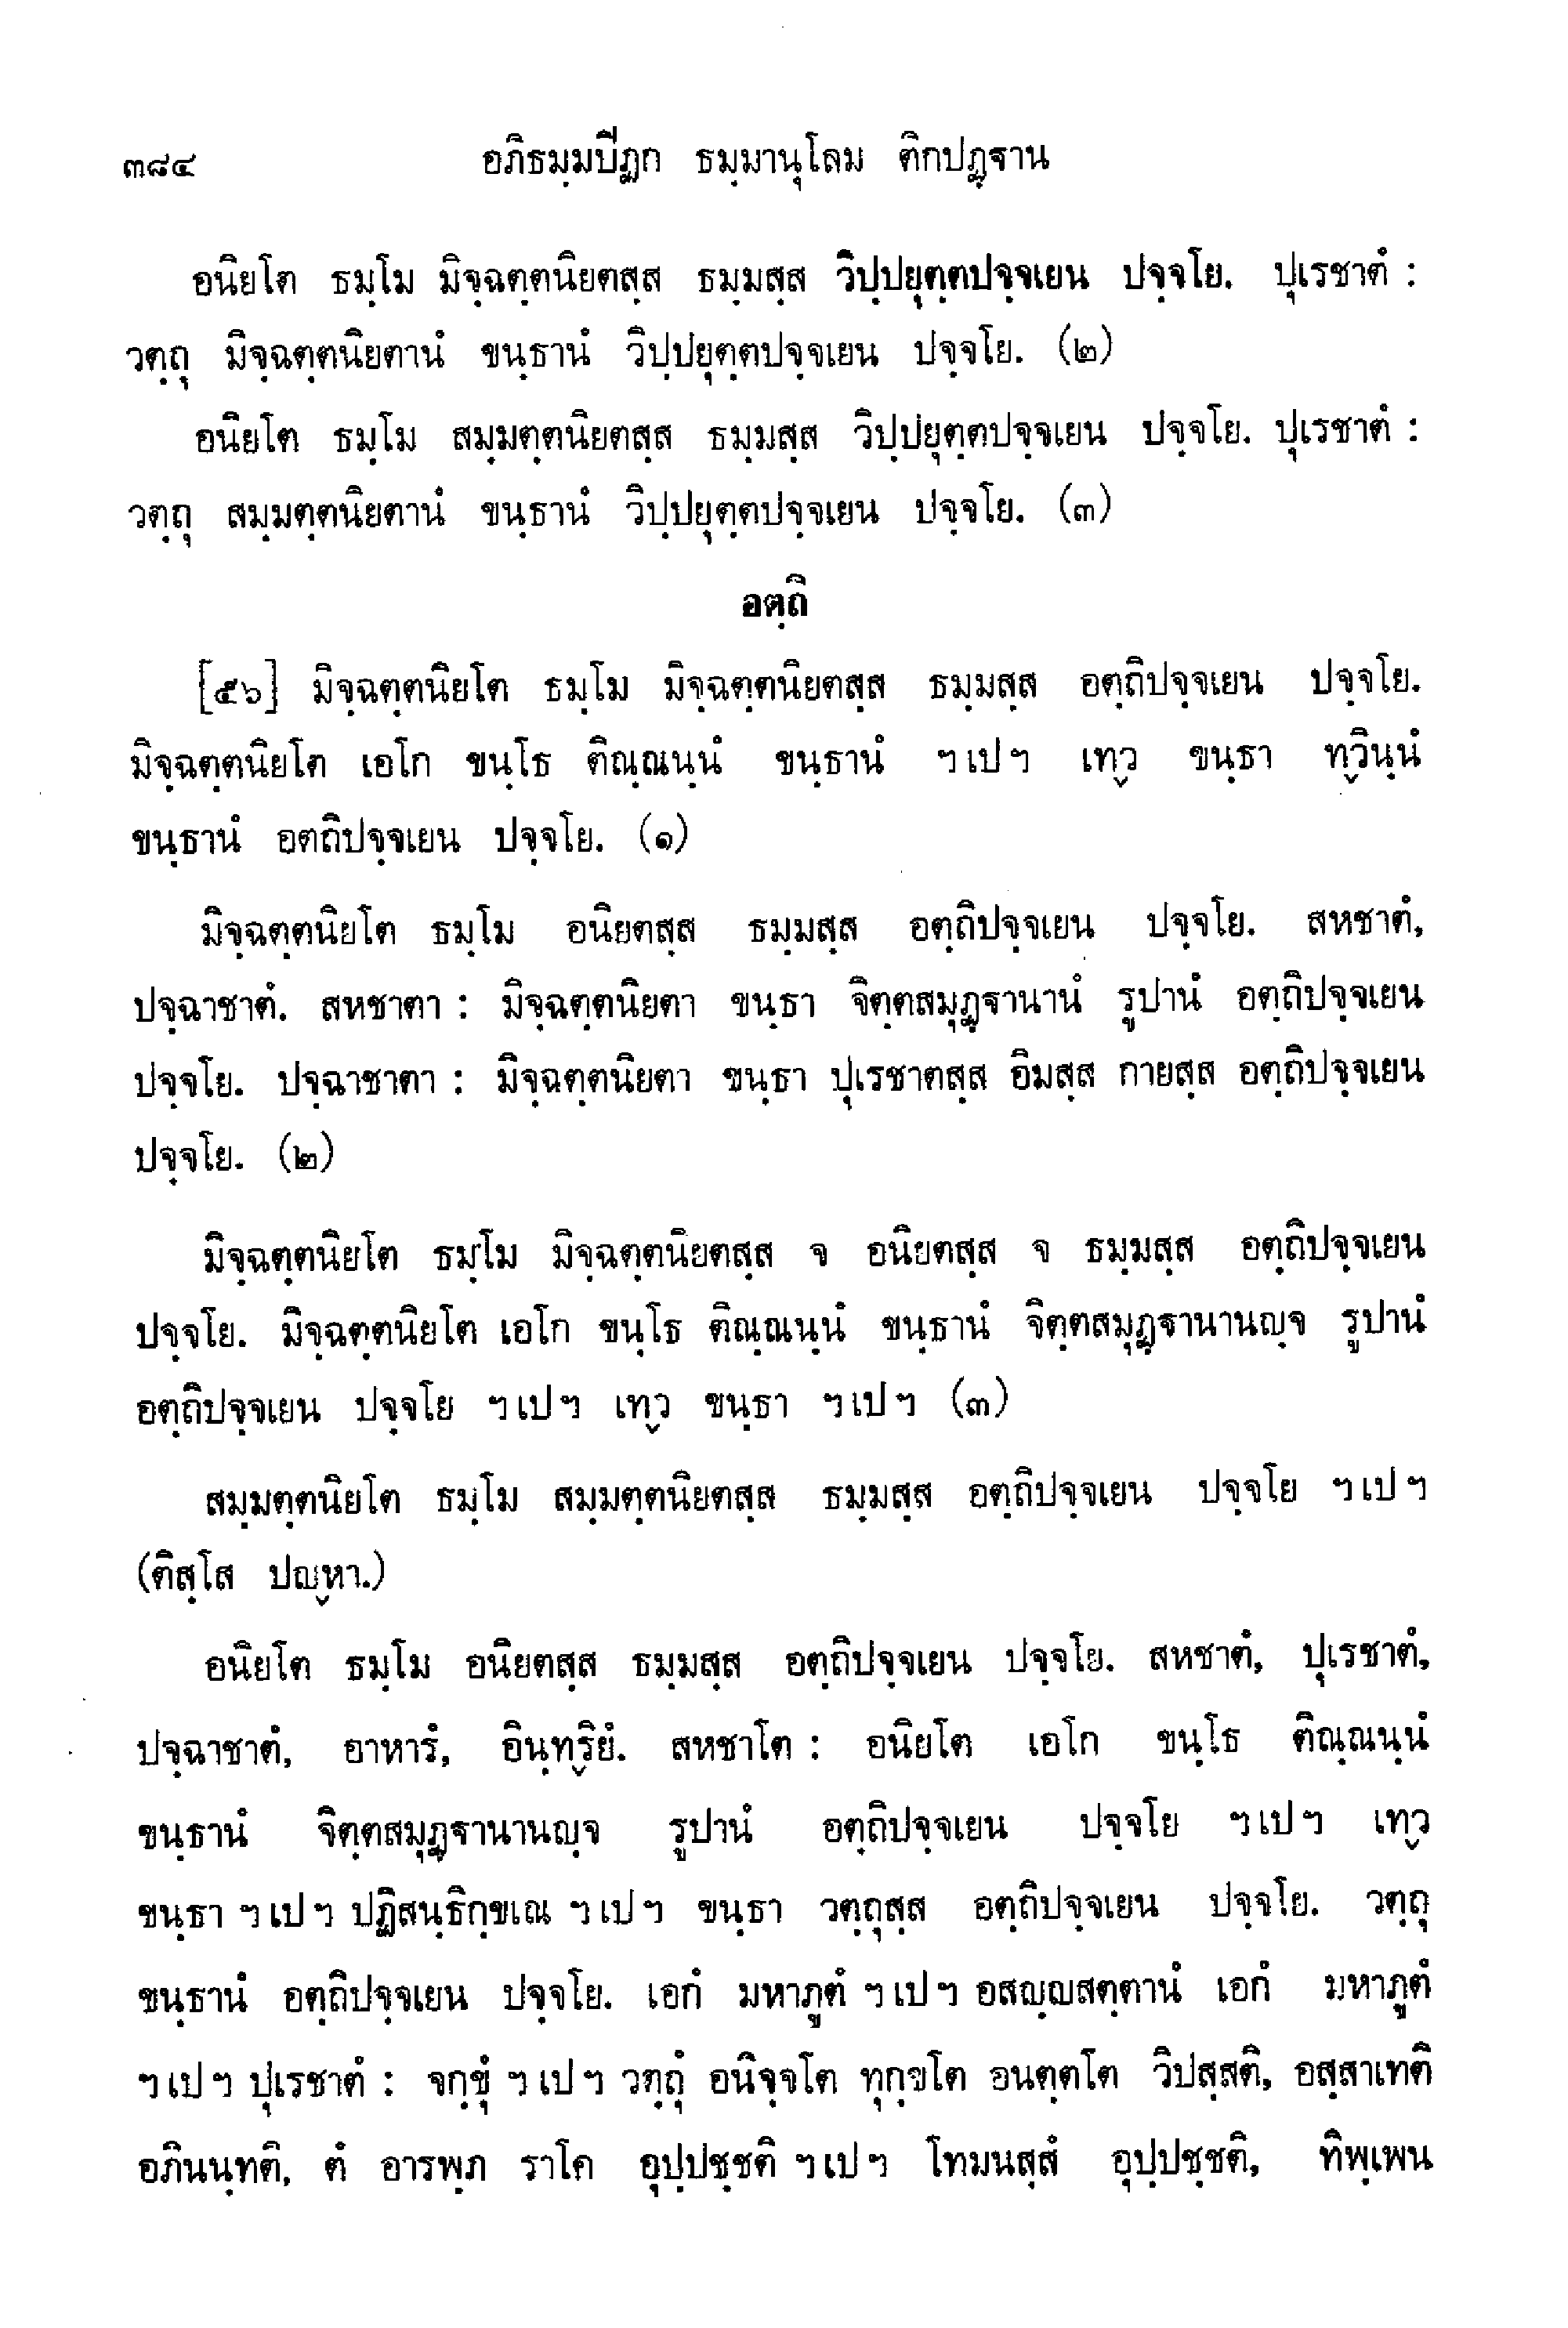 ๓๘๔ อภิธมฺมปีฏก ธมฺมานุโลม ติกปฏฺฐาน
อนิยโต ธมฺโม มิจฺฉตฺตนิยตสฺส ธมฺมสฺส วิปฺปยุตฺตปจฺจเยน ปจฺจโย. ปุเรชาตํ :
วตฺถุ มิจฺฉตฺตนิยตานํ ขนฺธานํ วิปฺปยุตฺตปจฺจเยน ปจฺจโย. (๒)
อนิยโต ธมฺโม สมฺมตฺตนิยตสฺส ธมฺมสฺส วิปฺปยุตฺตปจฺจเยน ปจฺจโย. ปุเรชาตํ :
วตฺถุ สมฺมตฺตนิยตานํ ขนฺธานํ วิปฺปยุตฺตปจฺจเยน ปจฺจโย. (๓)
อตฺถิ
[๕๖] มิจฺฉตฺตนิยโต ธมฺโม มิจฺฉตฺตนิยตสฺส ธมฺมสฺส อตฺถิปจฺจเยน ปจฺจโย.
มิจฺฉตฺตนิยโต เอโก ขนฺโธ ติณฺณนฺนํ ขนฺธานํ ฯเปฯ เทฺว ขนฺธา ทฺวินฺนํ
ขนฺธานํ อตถิปจฺจเยน ปจฺจโย. (๑)
มิจฺฉตฺตนิยโต ธมฺโม อนิยตสฺส ธมฺมสฺส อตฺถิปจฺจเยน ปจฺจโย. สหชาตํ,
ปจฺฉาชาตํ. สหชาตา : มิจฺฉตฺตนิยตา ขนฺธา จิตฺตสมุฏฺฐานานํ รูปานํ อตฺถิปจฺจเยน
ปจฺจโย. ปจฺฉาชาตา : มิจฺฉตฺตนิยตา ขนฺธา ปุเรชาตสฺส อิมสฺส กายสฺส อตฺถิปจฺจเยน
ปจฺจโย. (๒)
มิจฺฉตฺตนิยโต ธมฺโม มิจฺฉตฺตนิยตสฺส จ อนิยตสฺส จ ธมฺมสฺส อตฺถิปจฺจเยน
ปจฺจโย. มิจฺฉตฺตนิยโต เอโก ขนฺโธ ติณฺณนฺนํ ขนฺธานํ จิตฺตสมุฏฺฐานานญฺจ รูปานํ
อตฺถิปจฺจเยน ปจฺจโย ฯเปฯ เทฺว ขนฺธา ฯเปฯ (๓)
สมฺมตฺตนิยโต ธมฺโม สมฺมตฺตนิยตสฺส ธมฺมสฺส อตฺถิปจฺจเยน ปจฺจโย ฯเปฯ
(ติสฺโส ปญฺหา.)
อนิยโต ธมฺโม อนิยตสฺส ธมฺมสฺส อตฺถิปจฺจเยน ปจฺจโย. สหชาตํ, ปุเรชาตํ,
ปจฺฉาชาตํ, อาหารํ, อินฺทฺริยํ. สหชาโต : อนิยโต เอโก ขนฺโธ ติณฺณนฺนํ
ขนฺธานํ จิตฺตสมุฏฺฐานานญฺจ รูปานํ อตฺถิปจฺจเยน ปจฺจโย ฯเปฯ เทฺว
ขนฺธา ฯเปฯ ปฏิสนฺธิกฺขเณ ฯเปฯ ขนฺธา วตฺถุสฺส อตฺถิปจฺจเยน ปจฺจโย. วตฺถุ
ขนฺธานํ อตฺถิปจฺจเยน ปจฺจโย. เอกํ มหาภูตํ ฯเปฯ อสญฺญสตฺตานํ เอกํ มหาภูตํ
ฯเปฯ ปุเรชาตํ : จกฺขุํ ฯเปฯ วตฺถุํ อนิจฺจโต ทุกฺขโต อนตฺตโต วิปสฺสติ, อสฺสาเทติ
อภินนฺทติ, ตํ อารพฺภ ราโค อุปฺปชฺชติ ฯเปฯ โทมนสฺสํ อุปฺปชฺชติ, ทิพฺเพน